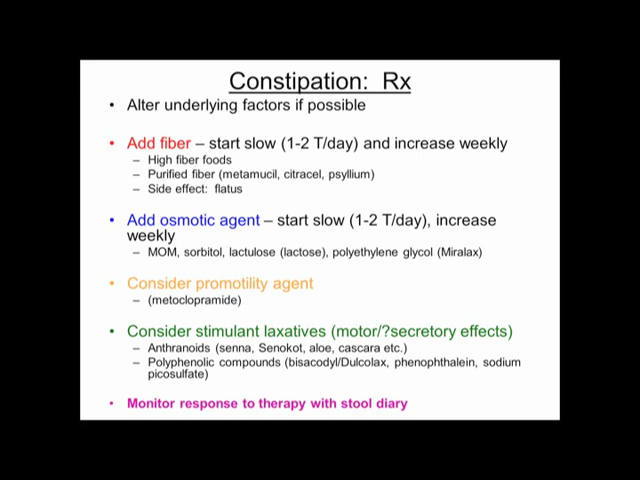 Constipation: Rx
• Alter underlying factors if possible
• Add fiber – start slow (1-2 T/day) and increase weekly
– High fiber foods
– Purified fiber (metamucil, citracel, psyllium)
– Side effect: flatus
• Add osmotic agent – start slow (1-2 T/day), increase
weekly
– MOM, sorbitol, lactulose (lactose), polyethylene glycol (Miralax)
• Consider promotility agent
– (metoclopramide)
• Consider stimulant laxatives (motor/?secretory effects)
– Anthranoids (senna, Senokot, aloe, cascara etc.)
– Polyphenolic compounds (bisacodyl/Dulcolax, phenophthalein, sodium
picosulfate)
• Monitor response to therapy with stool diary